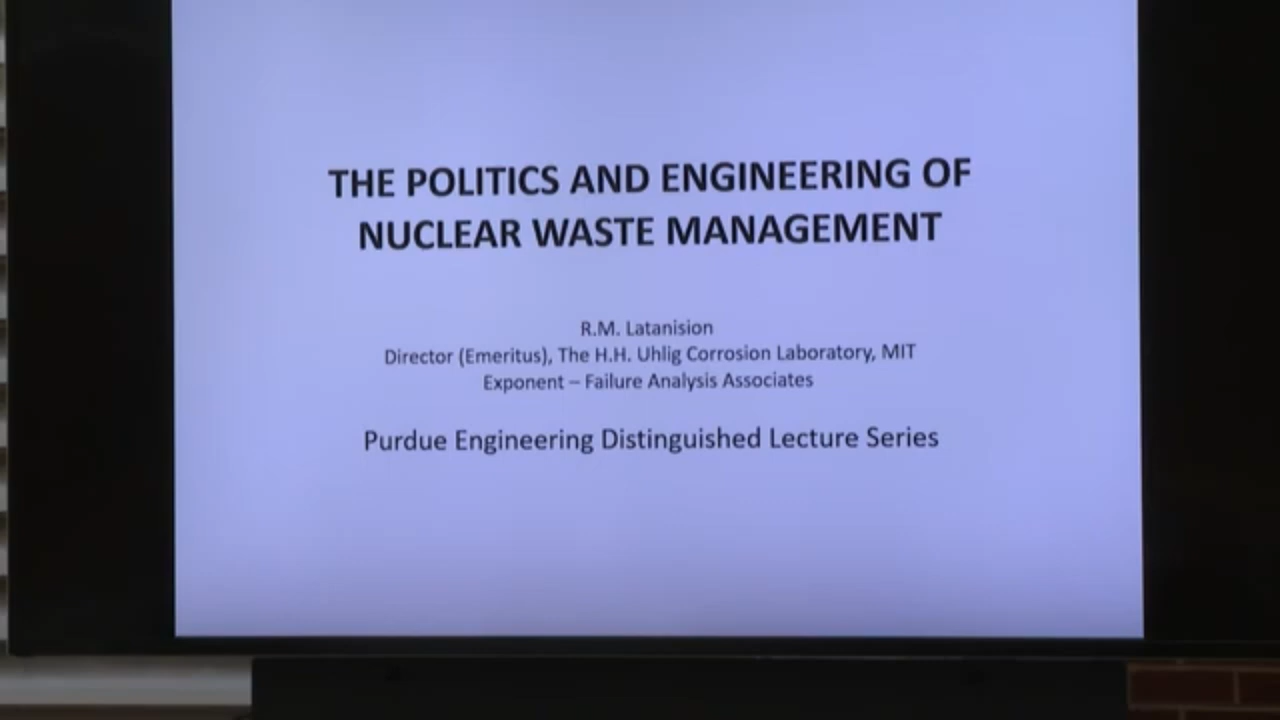 THE POLITICS AND ENGINEERING OF
NUCLEAR WASTE MANAGEMENT
R.M. Latanision
Director (Emeritus), The H.H. Uhlig Corrosion Laboratory, MIT
Exponent – Failure Analysis Associates
Purdue Engineering Distinguished Lecture Series